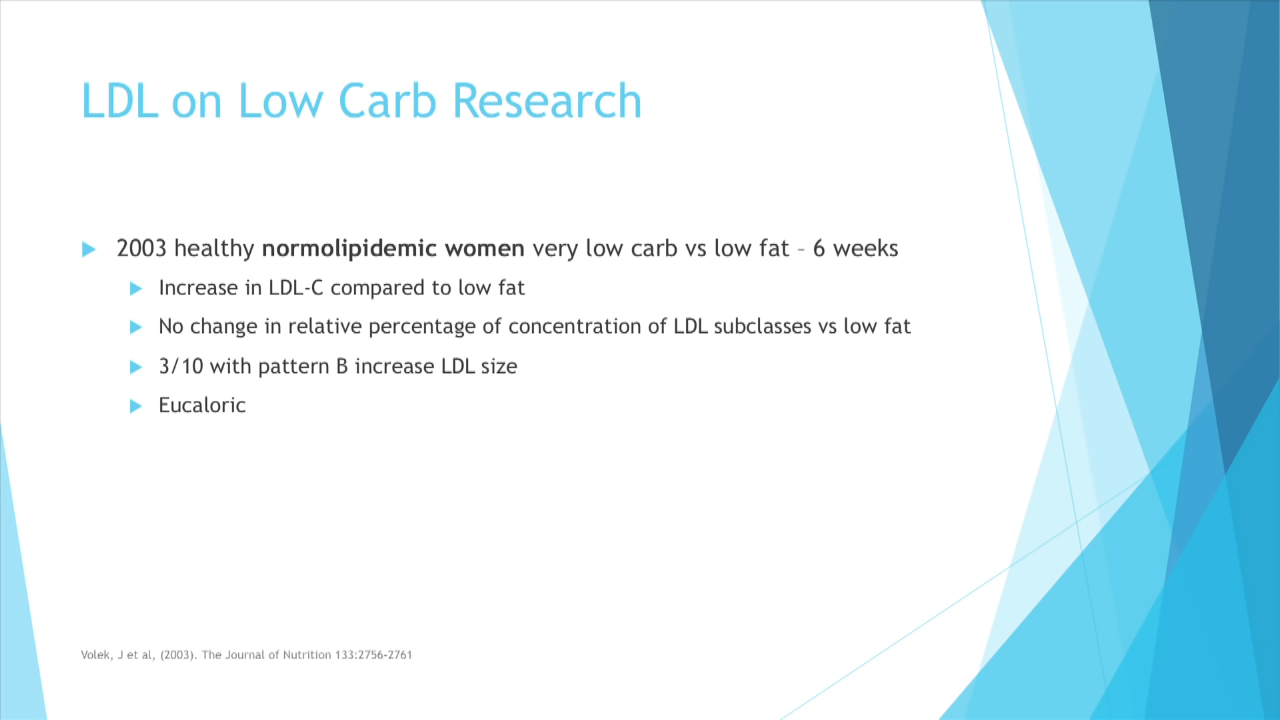 LDL on Low Carb Research
2003 healthy normolipidemic women very low carb vs low fat – 6 weeks
Increase in LDL-C compared to low fat
No change in relative percentage of concentration of LDL subclasses vs low fat
3/10 with pattern B increase LDL size
Eucaloric
Volek, J et al, (2003). The Journal of Nutrition 133:2756-2761